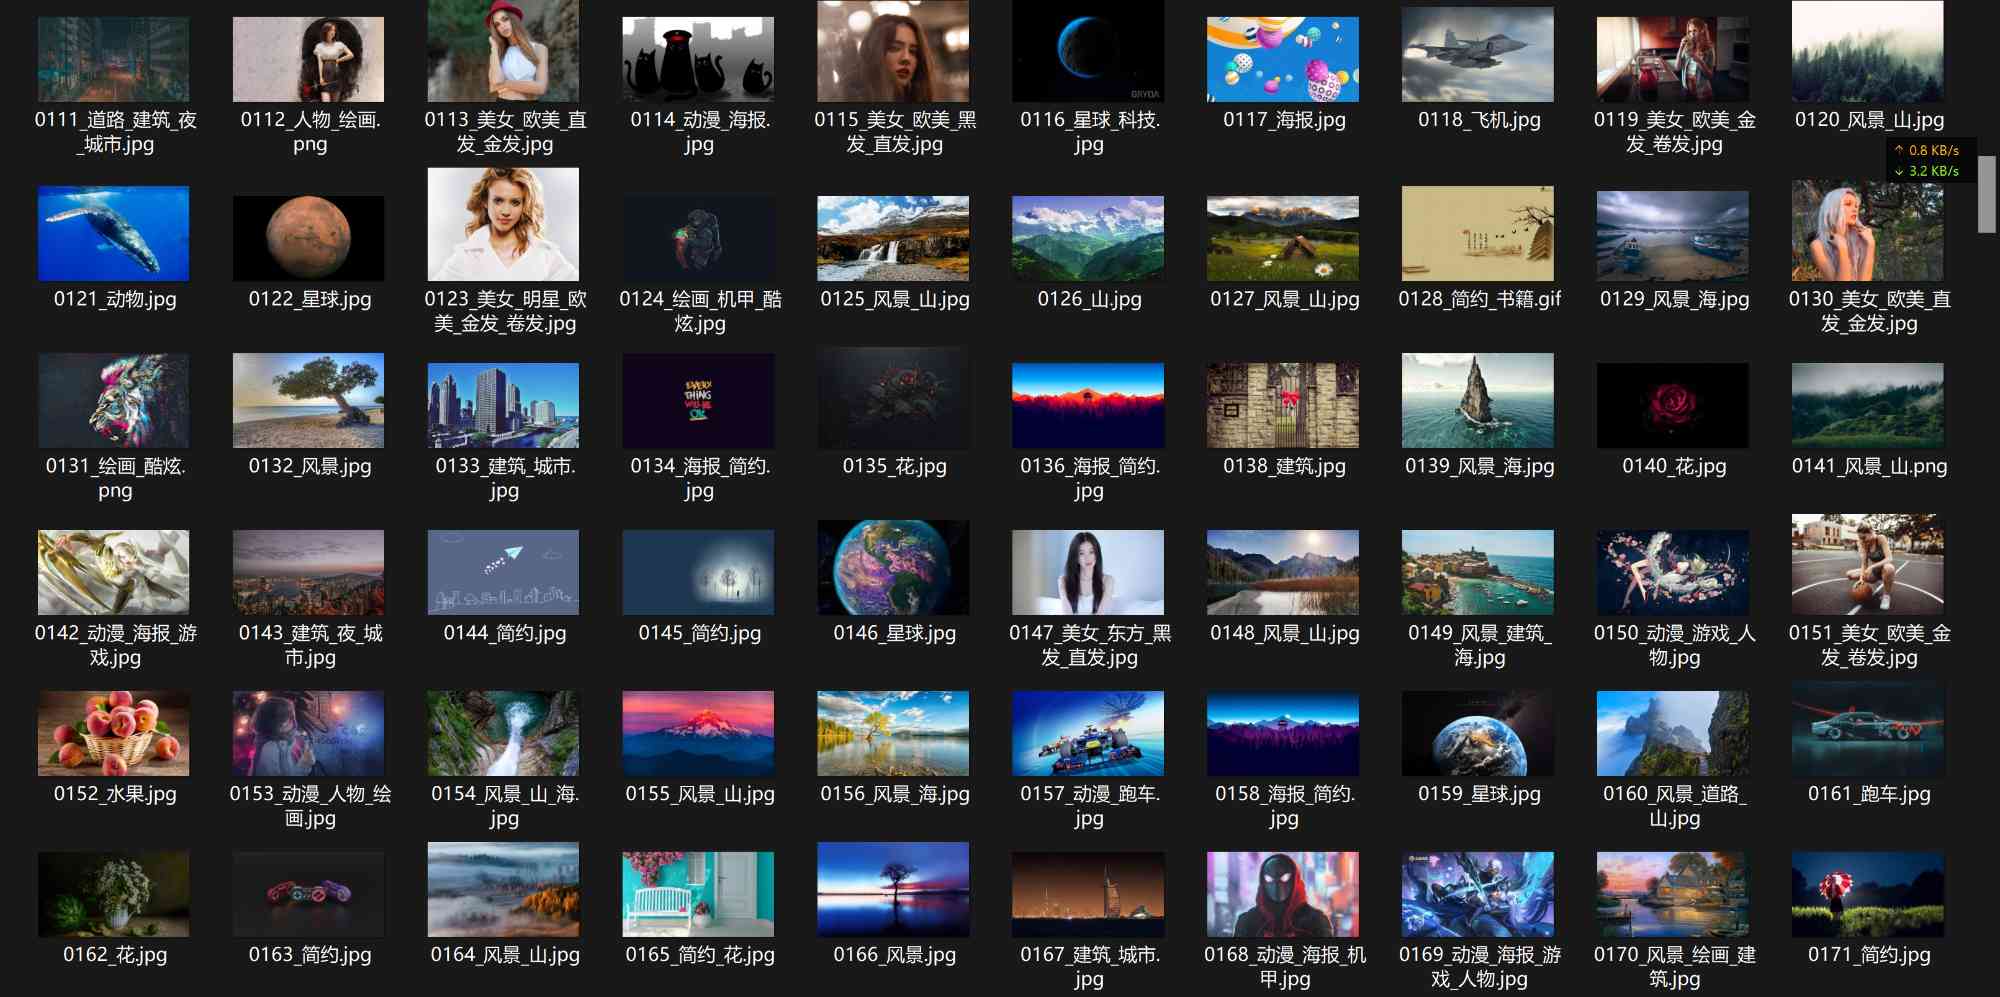 GRYDA
0111_道路_建筑_夜
_城市.jpg
0112_人物_绘画.
png
0113_美女_欧美_直
发_金发.jpg
0114_动漫_海报.
jpg
0115_美女_欧美_黑
发_直发.jpg
0116_星球_科技.
jpg
0117_海报.jpg
0118_飞机.jpg
0119_美女_欧美_金
发_卷发.jpg
0120_风景_山.jpg
↑ 0.8 KB/s
↓ 3.2 KB/s
0121_动物.jpg
0122_星球.jpg
0123_美女_明星_欧
美_金发_卷发.jpg
0124_绘画_机甲_酷
炫.jpg
0125_风景_山.jpg
0126_山.jpg
0127_风景_山.jpg
0128_简约_书籍.gif
0129_风景_海.jpg
0130_美女_欧美_直
发_金发.jpg
EVERY
THING
WILL BE
OK
0131_绘画_酷炫.
png
0132_风景.jpg
0133_建筑_城市.
jpg
0134_海报_简约.
jpg
0135_花.jpg
0136_海报_简约.
jpg
0138_建筑.jpg
0139_风景_海.jpg
0140_花.jpg
0141_风景_山.png
0142_动漫_海报_游
戏.jpg
0143_建筑_夜_城
市.jpg
0144_简约.jpg
0145_简约.jpg
0146_星球.jpg
0147_美女_东方_黑
发_直发.jpg
0148_风景_山.jpg
0149_风景_建筑_
海.jpg
0150_动漫_游戏_人
物.jpg
0151_美女_欧美_金
发_卷发.jpg
0152_水果.jpg
0153_动漫_人物_绘
画.jpg
0154_风景_山_海.
jpg
0155_风景_山.jpg
0156_风景_海.jpg
0157_动漫_跑车.
jpg
0158_海报_简约.
jpg
0159_星球.jpg
0160_风景_道路_
山.jpg
0161_跑车.jpg
0162_花.jpg
0163_简约.jpg
0164_风景_山.jpg
0165_简约_花.jpg
0166_风景.jpg
0167_建筑_城市.
jpg
0168_动漫_海报_机
甲.jpg
0169_动漫_海报_游
戏_人物.jpg
0170_风景_绘画_建
筑.jpg
0171_简约.jpg